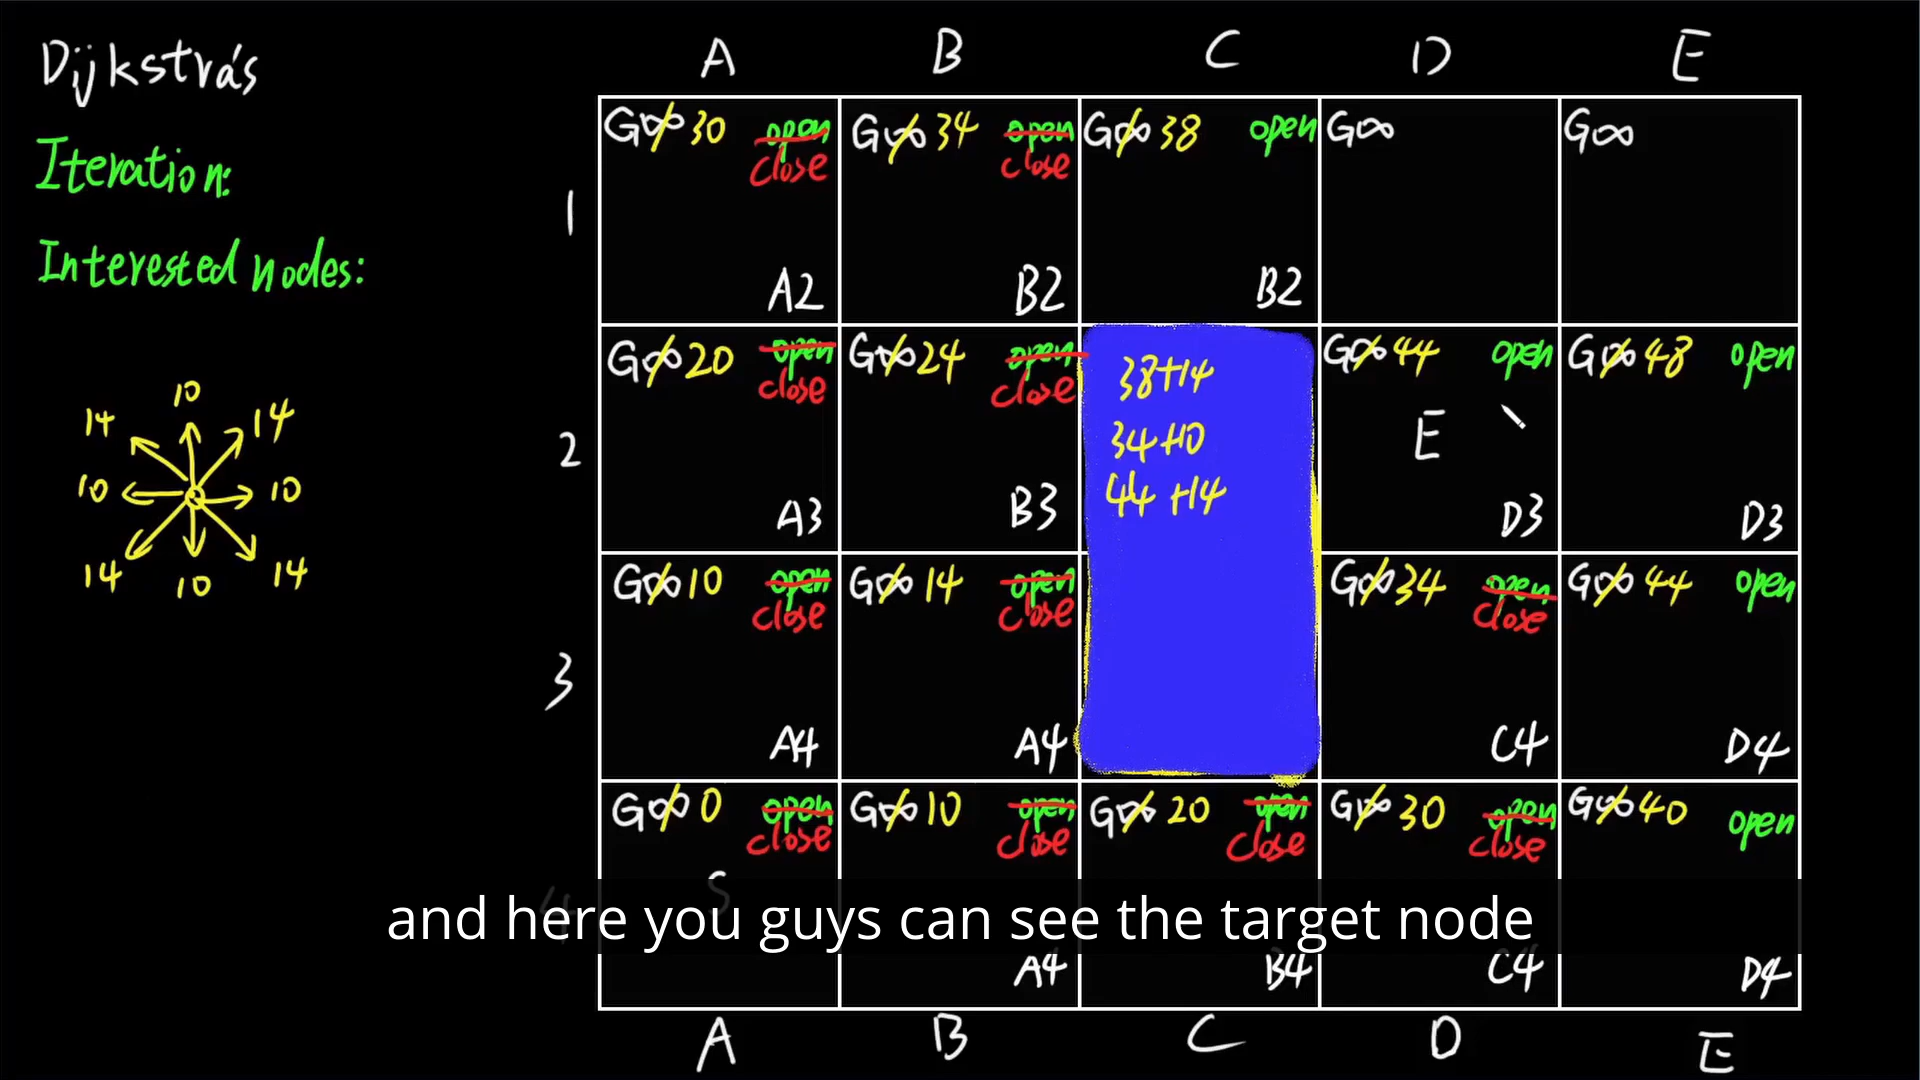 Dijkstra's
Iteration:
Interested nodes:
10
14
14
10
10
14
10
14
A B C D E
1
G∞ 30 open close A2
G∞ 34 open close B2
G∞ 38 open B2
G∞
G∞
2
G∞ 20 open close A3
G∞ 24 open close B3
38+14
34+10
44+14
G∞ 44 open E D3
G∞ 48 open D3
3
G∞ 10 open close A4
G∞ 14 open close A4
G∞ 34 open close C4
G∞ 44 open D4
4
G∞ 0 open close S
G∞ 10 open close A4
G∞ 20 open close B4
G∞ 30 open close C4
G∞ 40 open D4
and here you guys can see the target node
A B C D E